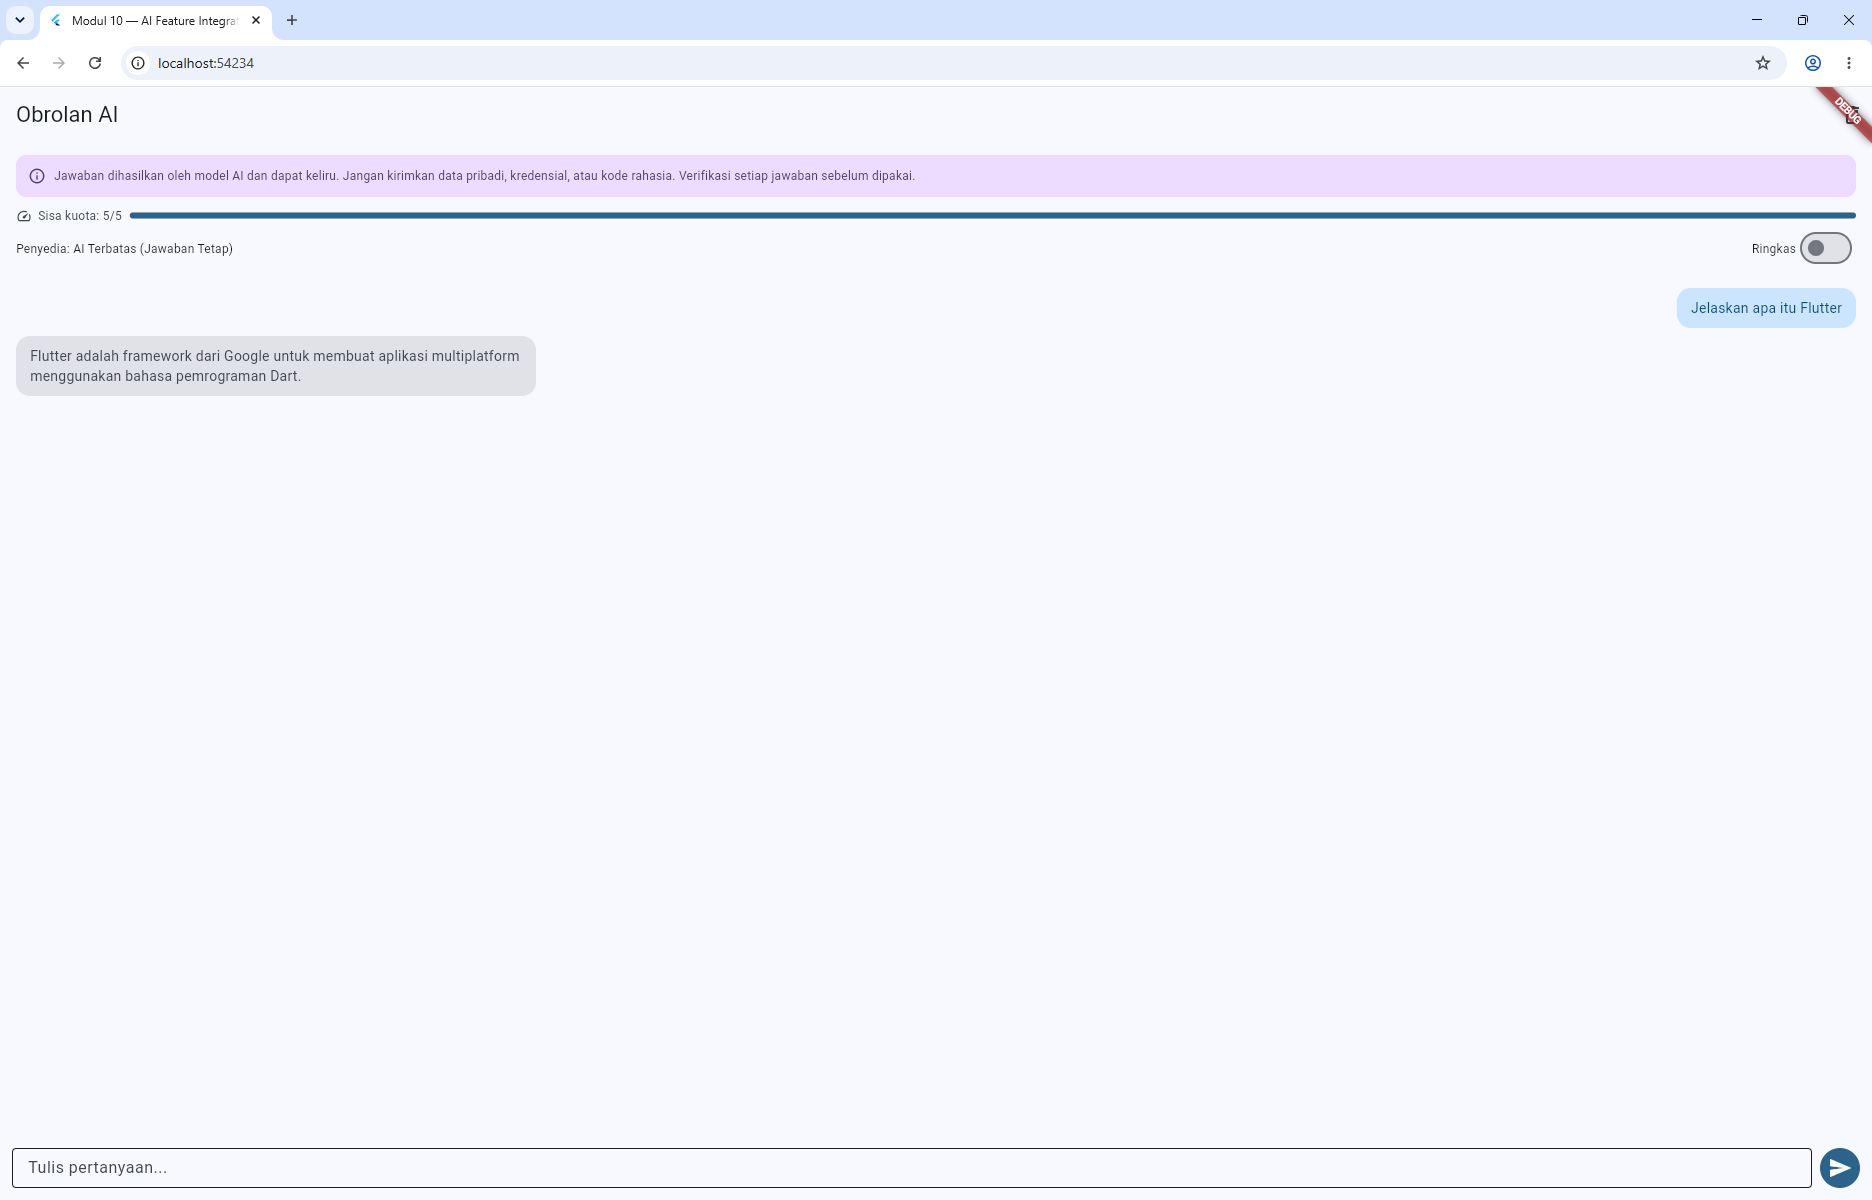 Modul 10 — AI Feature Integra
localhost:54234
DEBUG
Obrolan AI
Jawaban dihasilkan oleh model AI dan dapat keliru. Jangan kirimkan data pribadi, kredensial, atau kode rahasia. Verifikasi setiap jawaban sebelum dipakai.
Sisa kuota: 5/5
Penyedia: AI Terbatas (Jawaban Tetap)
Ringkas
Jelaskan apa itu Flutter
Flutter adalah framework dari Google untuk membuat aplikasi multiplatform
menggunakan bahasa pemrograman Dart.
Tulis pertanyaan...